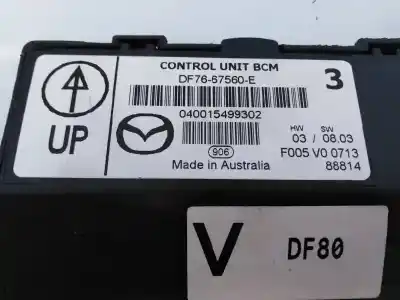 CONTROL UNIT BCM
DF76-67560-E
3
UP
040015499302
HW SW
03 / 08.03
906
F005 V0 0713
Made in Australia
88814
V
DF80